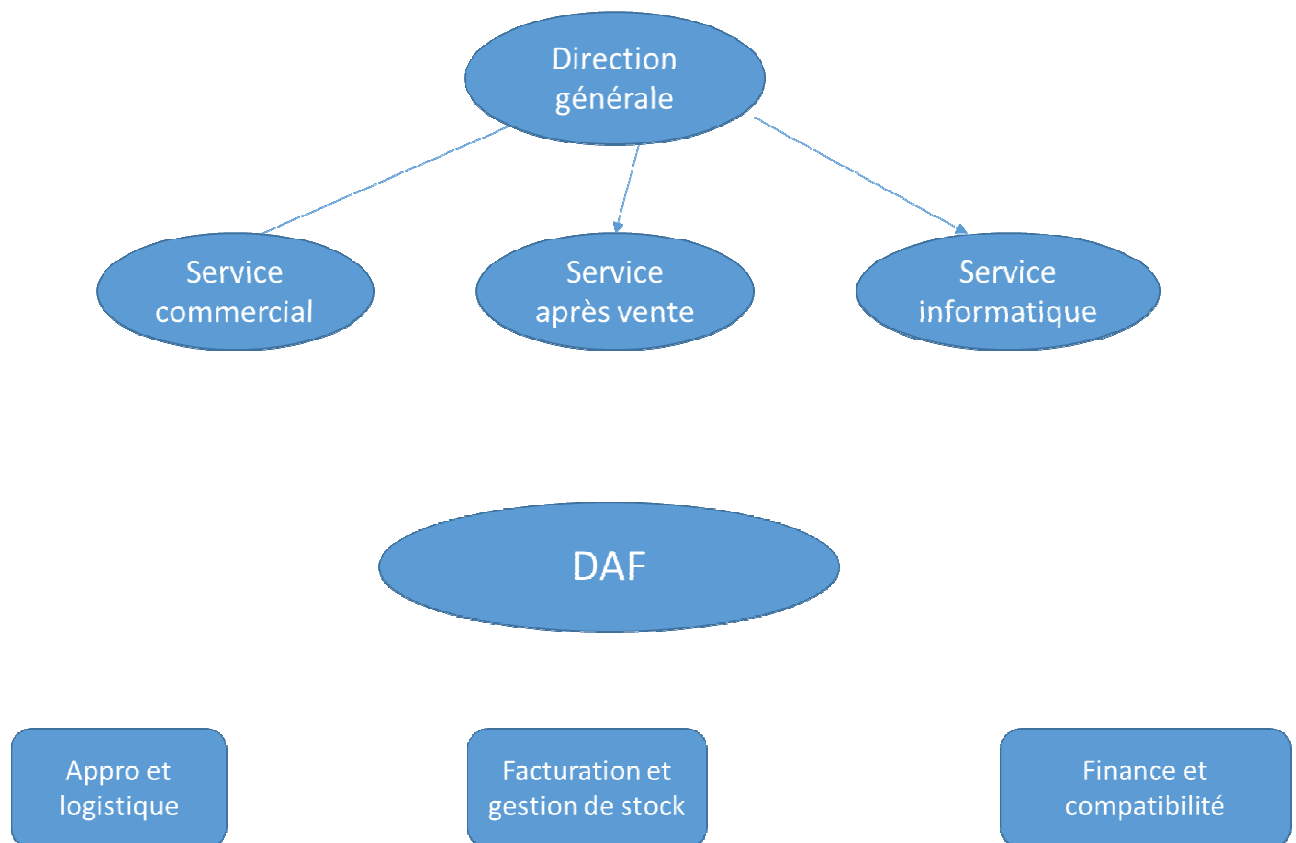 Direction
générale
Service
commercial
Service
après vente
Service
informatique
DAF
Appro et
logistique
Facturation et
gestion de stock
Finance et
compatibilité